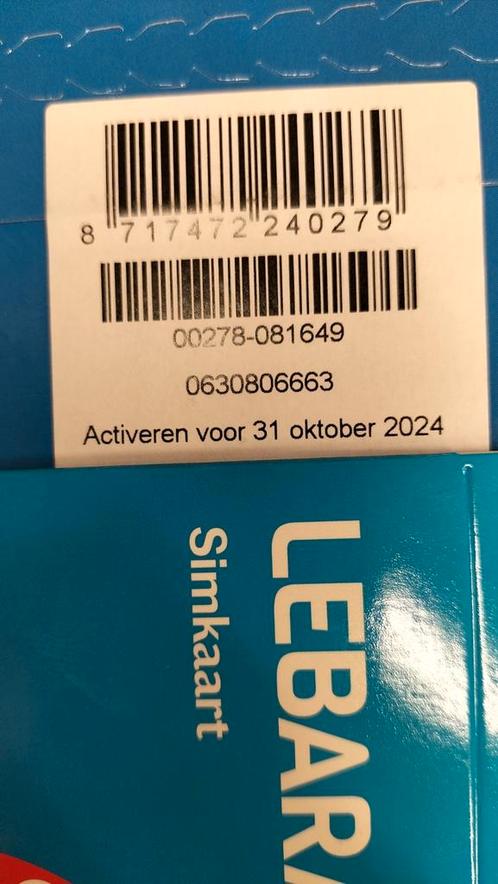 8 717472 240279
00278-081649
0630806663
Activeren voor 31 oktober 2024
LEBARA
Simkaart